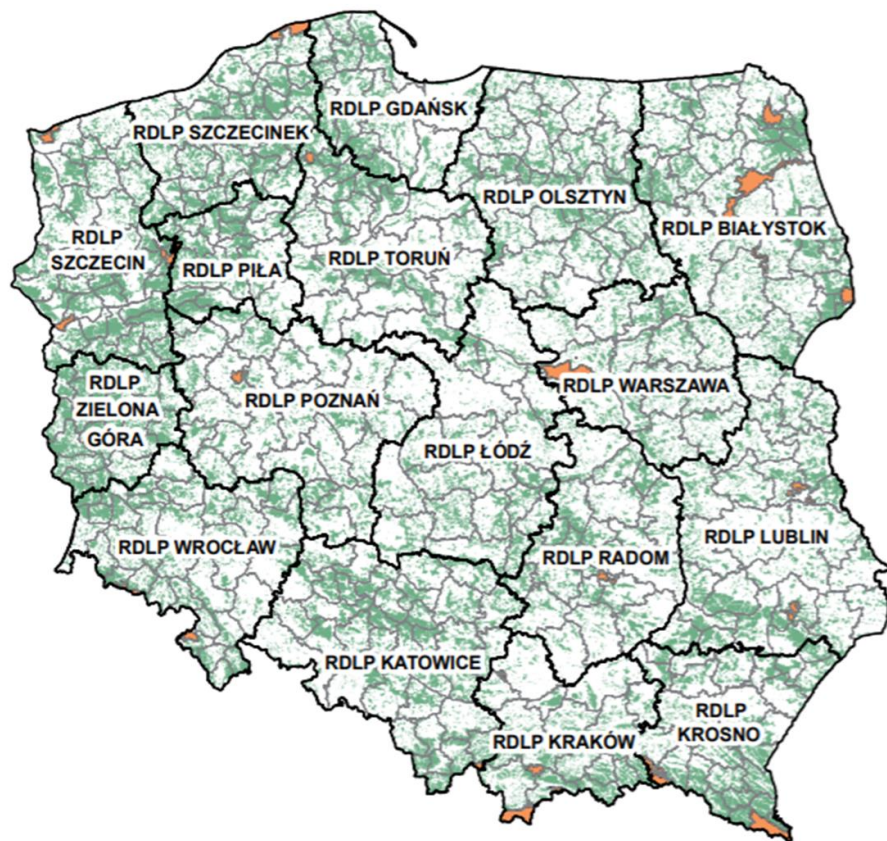 RDLP GDAŃSK
RDLP SZCZECINEK
RDLP OLSZTYN
RDLP BIAŁYSTOK
RDLP
SZCZECIN
RDLP PIŁA
RDLP TORUŃ
RDLP
ZIELONA
GÓRA
RDLP POZNAŃ
RDLP WARSZAWA
RDLP ŁÓDŹ
RDLP WROCŁAW
RDLP RADOM
RDLP LUBLIN
RDLP KATOWICE
RDLP KRAKÓW
RDLP
KROSNO